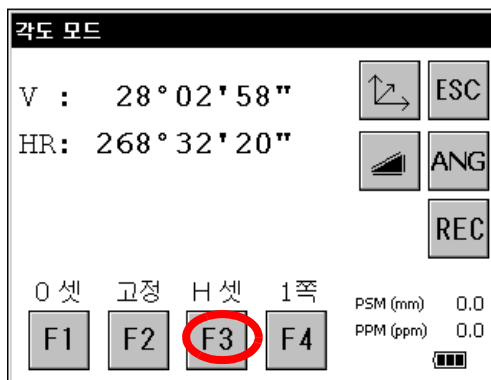 각도 모드
V : 28°02'58"
HR: 268°32'20"
ESC
ANG
REC
0 셋 고정 H 셋 1쪽
F1 F2 F3 F4
PSM (mm) 0.0
PPM (ppm) 0.0